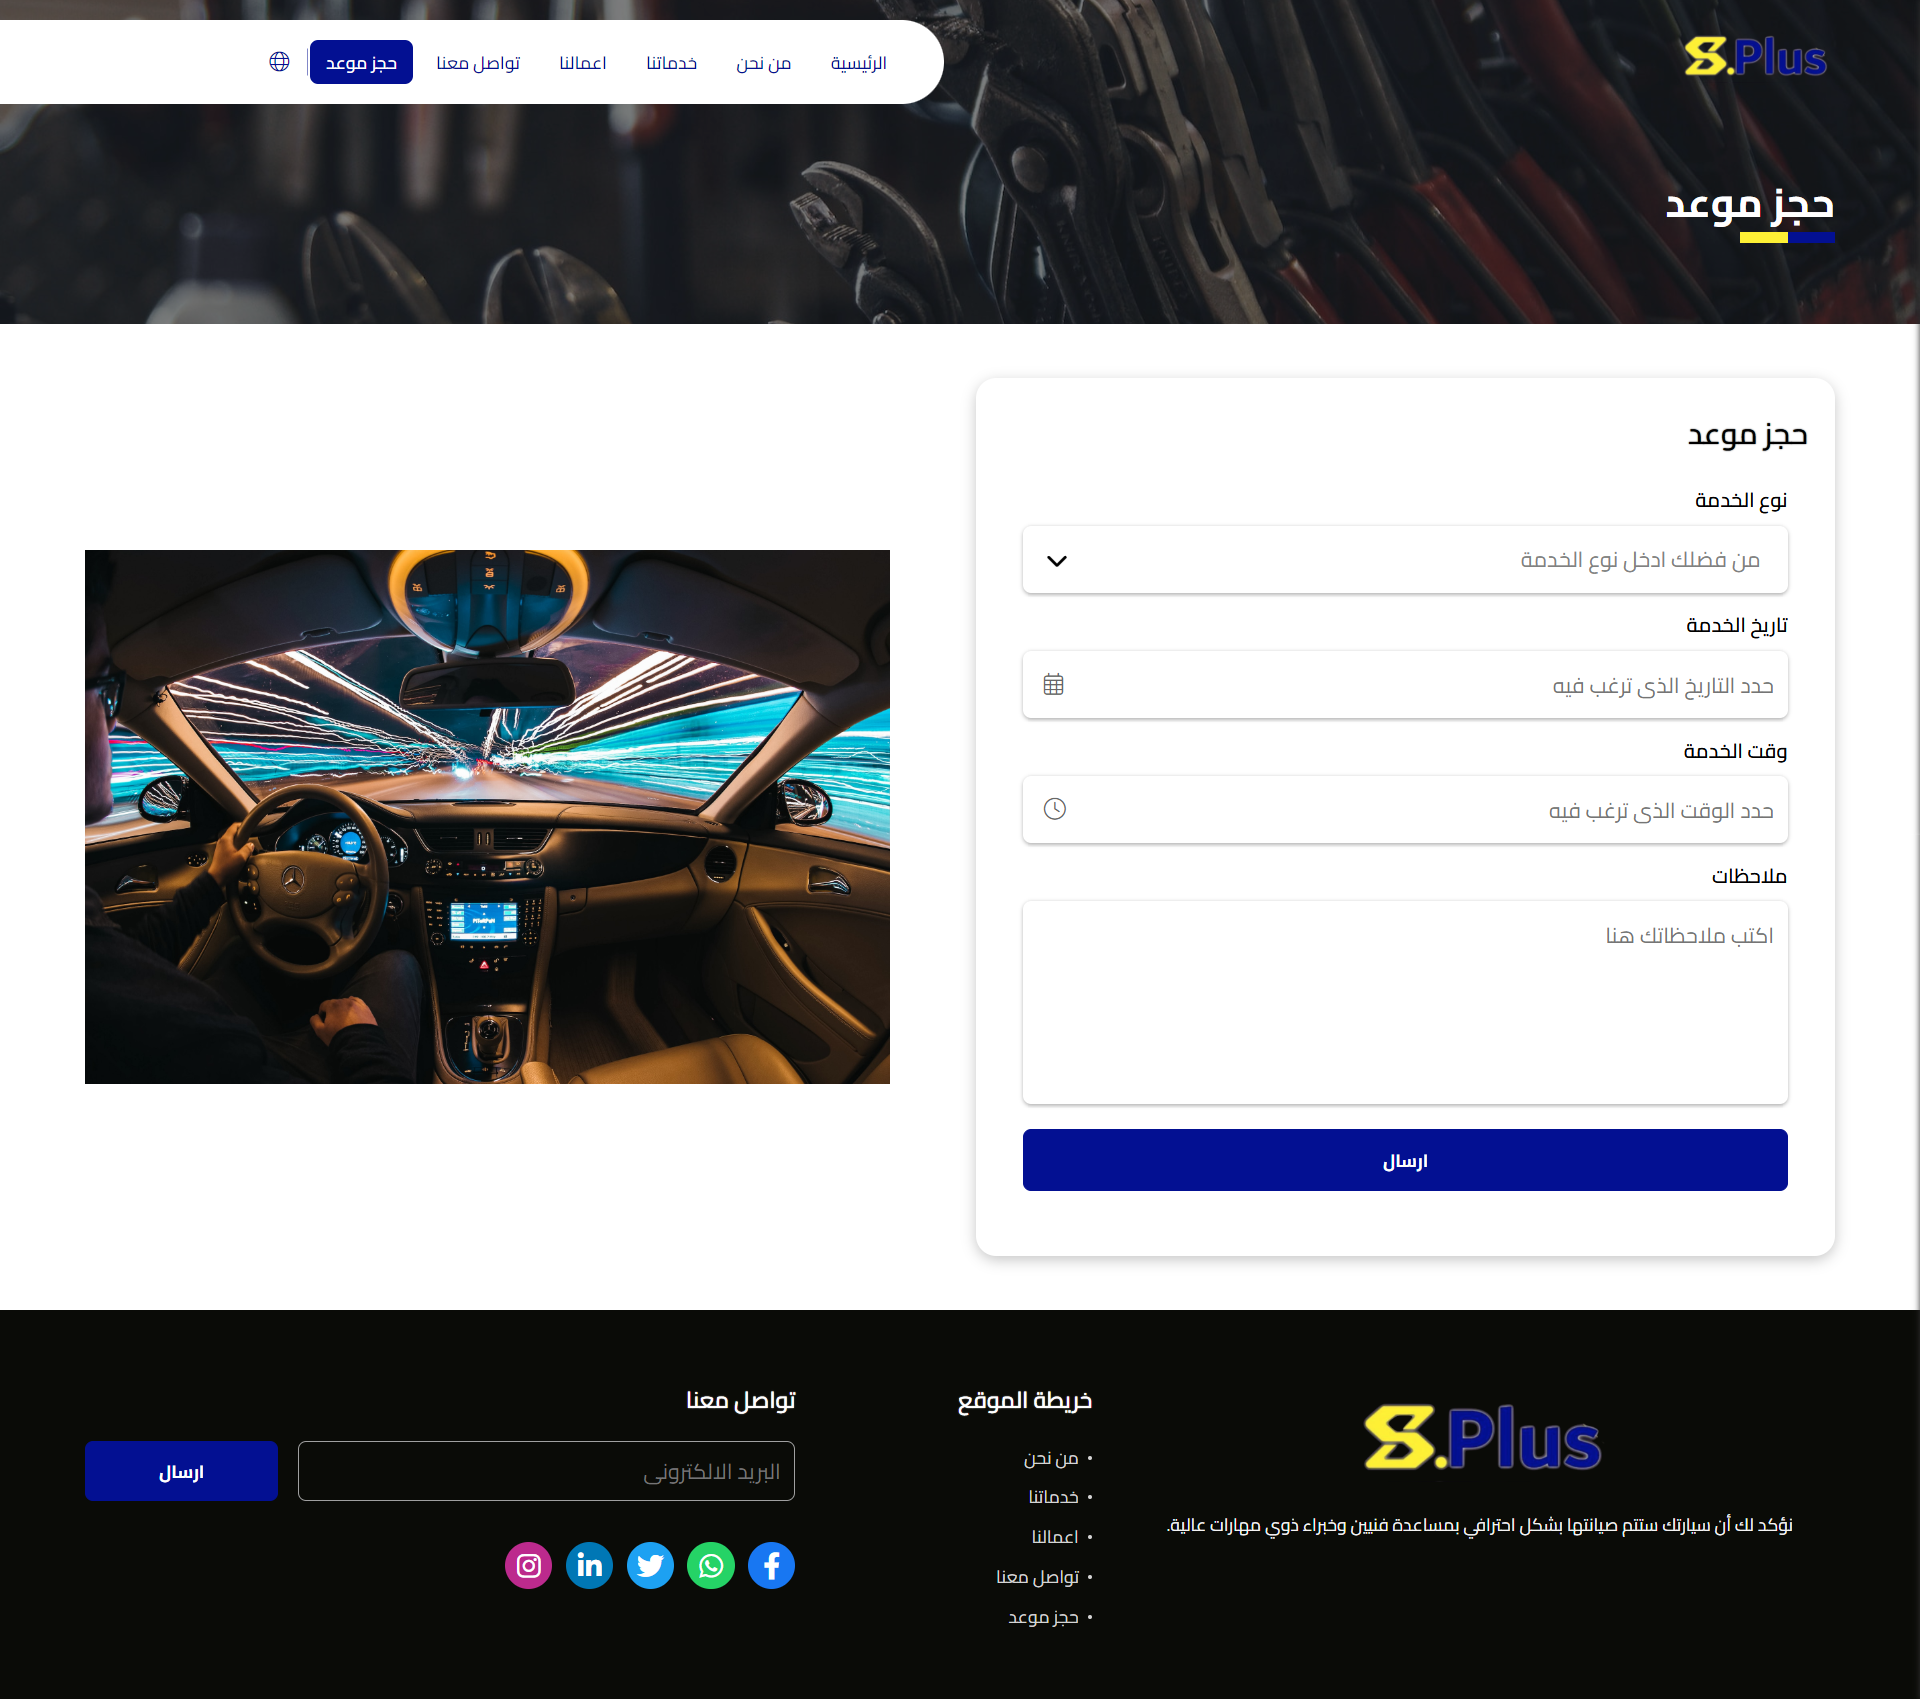 S.Plus
الرئيسية
من نحن
خدماتنا
اعمالنا
تواصل معنا
حجز موعد
حجز موعد
حجز موعد
نوع الخدمة
من فضلك ادخل نوع الخدمة
تاريخ الخدمة
حدد التاريخ الذى ترغب فيه
وقت الخدمة
حدد الوقت الذى ترغب فيه
ملاحظات
اكتب ملاحظاتك هنا
ارسال
S.Plus
نؤكد لك أن سيارتك ستتم صيانتها بشكل احترافي بمساعدة فنيين وخبراء ذوي مهارات عالية.
خريطة الموقع
• من نحن
• خدماتنا
• اعمالنا
• تواصل معنا
• حجز موعد
تواصل معنا
البريد الالكترونى
ارسال